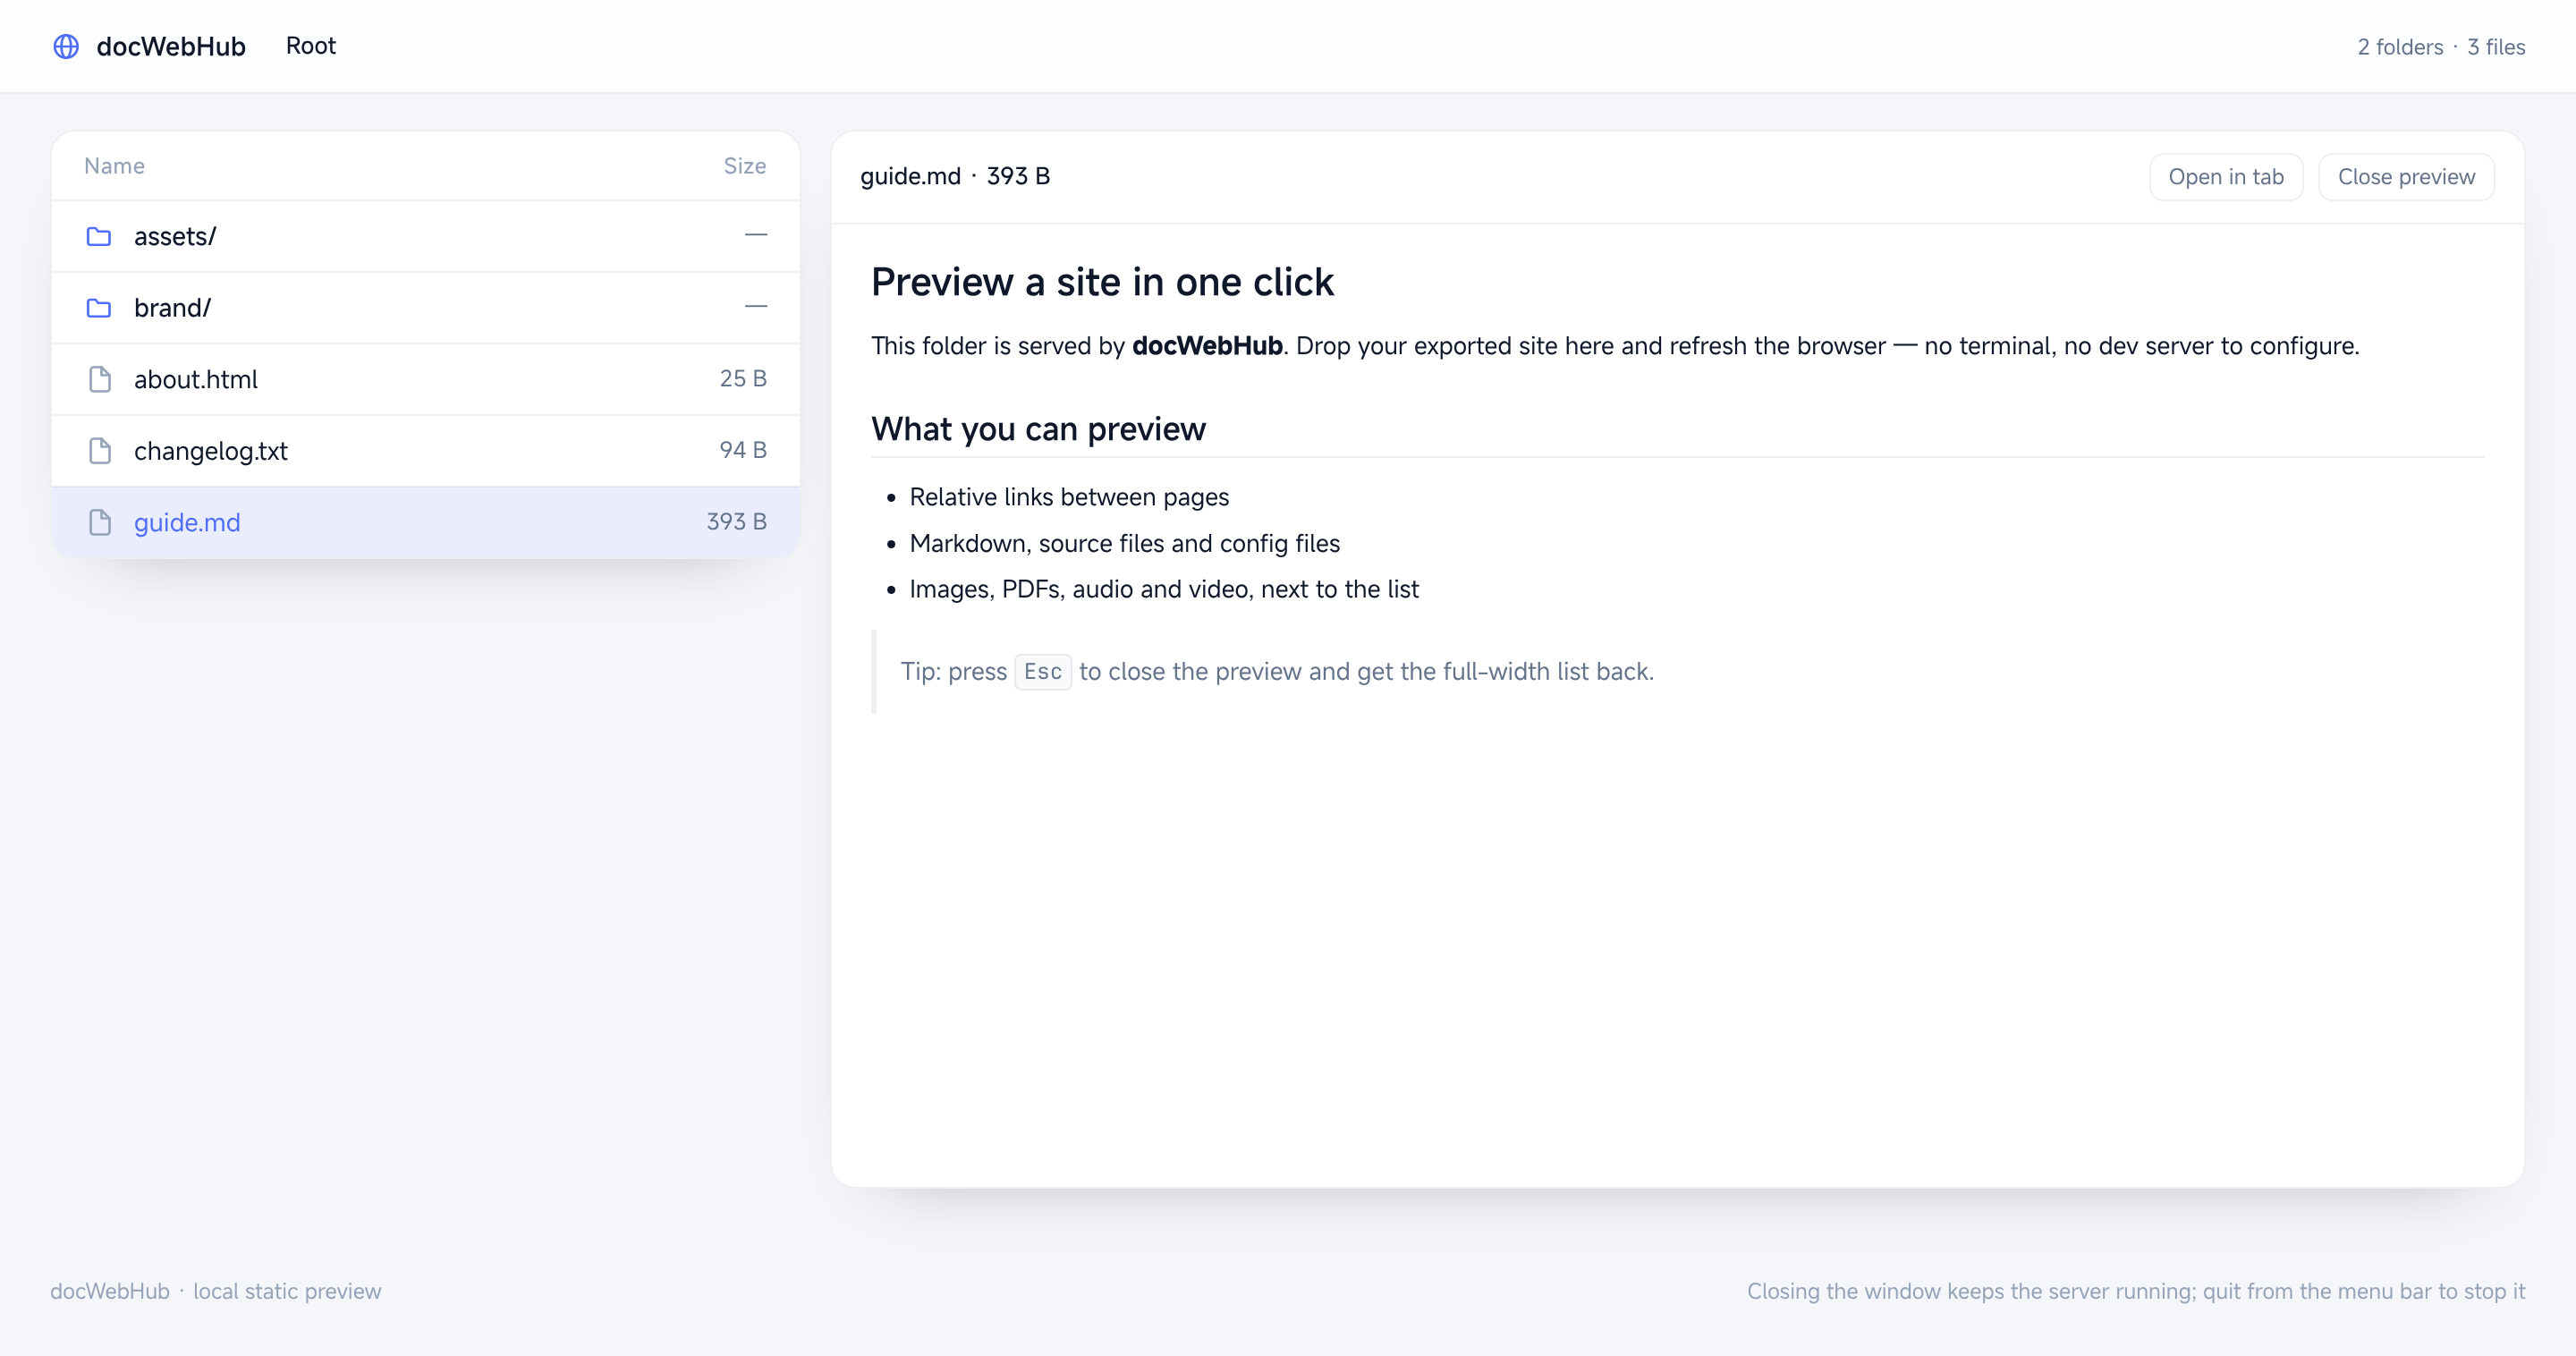 docWebHub Root 2 folders · 3 files
Name Size
assets/ —
brand/ —
about.html 25 B
changelog.txt 94 B
guide.md 393 B
guide.md · 393 B Open in tab Close preview
Preview a site in one click
This folder is served by docWebHub. Drop your exported site here and refresh the browser — no terminal, no dev server to configure.
What you can preview
• Relative links between pages
• Markdown, source files and config files
• Images, PDFs, audio and video, next to the list
Tip: press Esc to close the preview and get the full-width list back.
docWebHub · local static preview Closing the window keeps the server running; quit from the menu bar to stop it